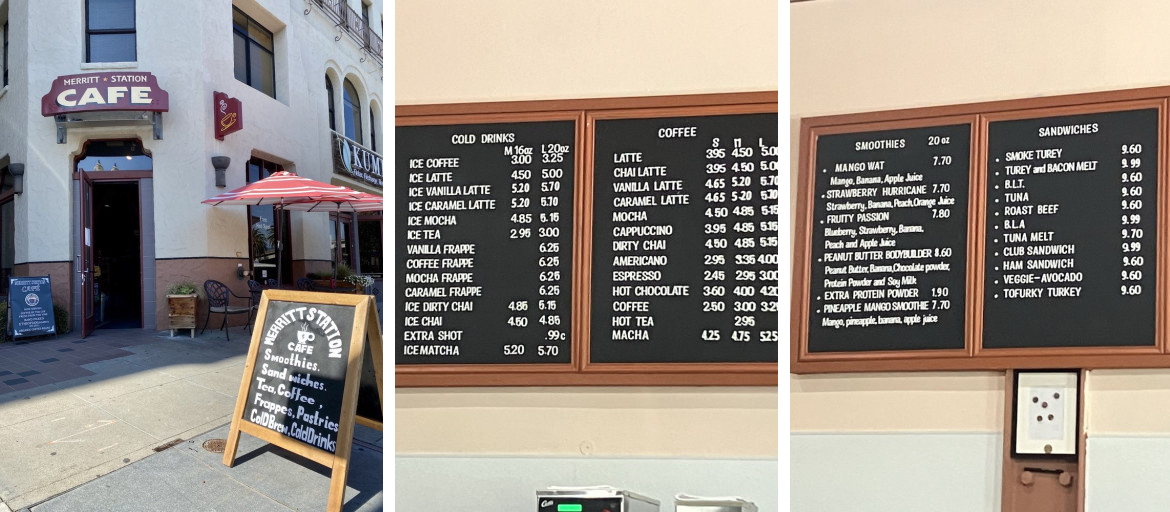 MERRITT STATION
CAFE
KUM
MERRITT STATION
CAFE
MERRITT STATION
CAFE
Smoothies.
Sandwiches.
Tea, Coffee,
Frappes, Pastries
Cold Brew, Cold Drinks
COLD DRINKS
M 16oz L 20oz
ICE COFFEE 3.00 3.25
ICE LATTE 4.50 5.00
ICE VANILLA LATTE 5.20 5.70
ICE CARAMEL LATTE 5.20 5.70
ICE MOCHA 4.85 5.15
ICE TEA 2.95 3.00
VANILLA FRAPPE 6.25
COFFEE FRAPPE 6.25
MOCHA FRAPPE 6.25
CARAMEL FRAPPE 6.25
ICE DIRTY CHAI 4.85 5.15
ICE CHAI 4.60 4.85
EXTRA SHOT .99c
ICE MATCHA 5.20 5.70
COFFEE
S M L
LATTE 3.95 4.50 5.00
CHAI LATTE 3.95 4.50 5.00
VANILLA LATTE 4.65 5.20 5.70
CARAMEL LATTE 4.65 5.20 5.70
MOCHA 4.50 4.85 5.15
CAPPUCCINO 3.95 4.85 5.15
DIRTY CHAI 4.50 4.85 5.15
AMERICANO 2.95 3.35 4.00
ESPRESSO 2.45 2.95 3.00
HOT CHOCOLATE 3.60 4.00 4.20
COFFEE 2.50 3.00 3.25
HOT TEA 2.95
MACHA 4.25 4.75 5.25
Curtis
SMOOTHIES 20 oz
• MANGO WAT 7.70
Mango, Banana, Apple Juice
• STRAWBERRY HURRICANE 7.70
Strawberry, Banana, Peach, Orange Juice
• FRUITY PASSION 7.80
Blueberry, Strawberry, Banana,
Peach and Apple Juice
• PEANUT BUTTER BODYBUILDER 8.60
Peanut Butter, Banana, Chocolate powder,
Protein Powder and Soy Milk
• EXTRA PROTEIN POWDER 1.90
• PINEAPPLE MANGO SMOOTHIE 7.70
Mango, pineapple, banana, apple juice
SANDWICHES
• SMOKE TUREY 9.60
• TUREY and BACON MELT 9.99
• B.L.T. 9.60
• TUNA 9.60
• ROAST BEEF 9.60
• B.L.A 9.99
• TUNA MELT 9.70
• CLUB SANDWICH 9.99
• HAM SANDWICH 9.60
• VEGGIE-AVOCADO 9.60
• TOFURKY TURKEY 9.60